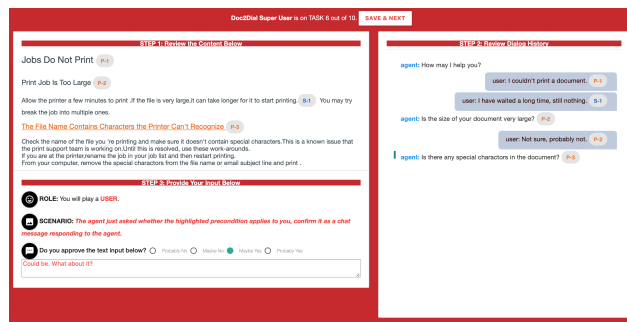 Doc2Dial Super User is on TASK 6 out of 10. SAVE & NEXT
STEP 1: Review the Content Below
Jobs Do Not Print P-1
Print Job Is Too Large P-2
Allow the printer a few minutes to print .If the file is very large,it can take longer for it to start printing. S-1 You may try
break the job into multiple ones.
The File Name Contains Characters the Printer Can't Recognize P-3
Check the name of the file you 're printing and make sure it doesn't contain special characters.This is a known issue that
the print support team is working on.Until this is resolved, use these work-arounds.
If you are at the printer,rename the job in your job list and then restart printing.
From your computer, remove the special characters from the file name or email subject line and print .
STEP 3: Provide Your Input Below
ROLE: You will play a USER.
SCENARIO: The agent just asked whether the highlighted precondition applies to you, confirm it as a chat
message responding to the agent.
Do you approve the text input below? Probably No Maybe No Maybe Yes Probaby Yes
Could be. What about it?
STEP 2: Review Dialog History
agent: How may I help you?
user: I couldn't print a document. P-1
user: I have waited a long time, still nothing. S-1
agent: Is the size of your document very large? P-2
user: Not sure, probably not. P-2
agent: Is there any special characters in the document? P-3